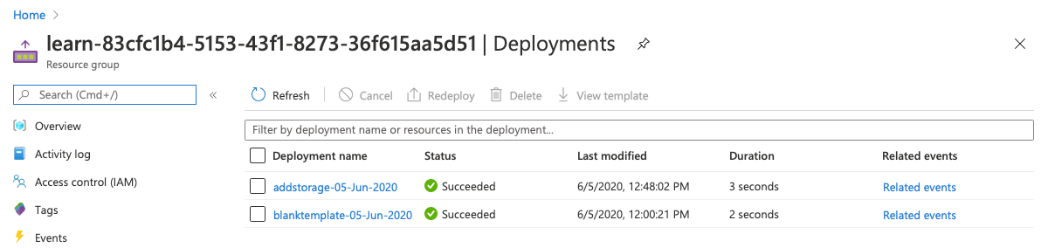 Home >
learn-83cfc1b4-5153-43f1-8273-36f615aa5d51 | Deployments
Resource group
Search (Cmd+/)
«
Refresh Cancel Redeploy Delete View template
Overview
Activity log
Access control (IAM)
Tags
Events
Filter by deployment name or resources in the deployment...
Deployment name Status Last modified Duration Related events
addstorage-05-Jun-2020 Succeeded 6/5/2020, 12:48:02 PM 3 seconds Related events
blanktemplate-05-Jun-2020 Succeeded 6/5/2020, 12:00:21 PM 2 seconds Related events